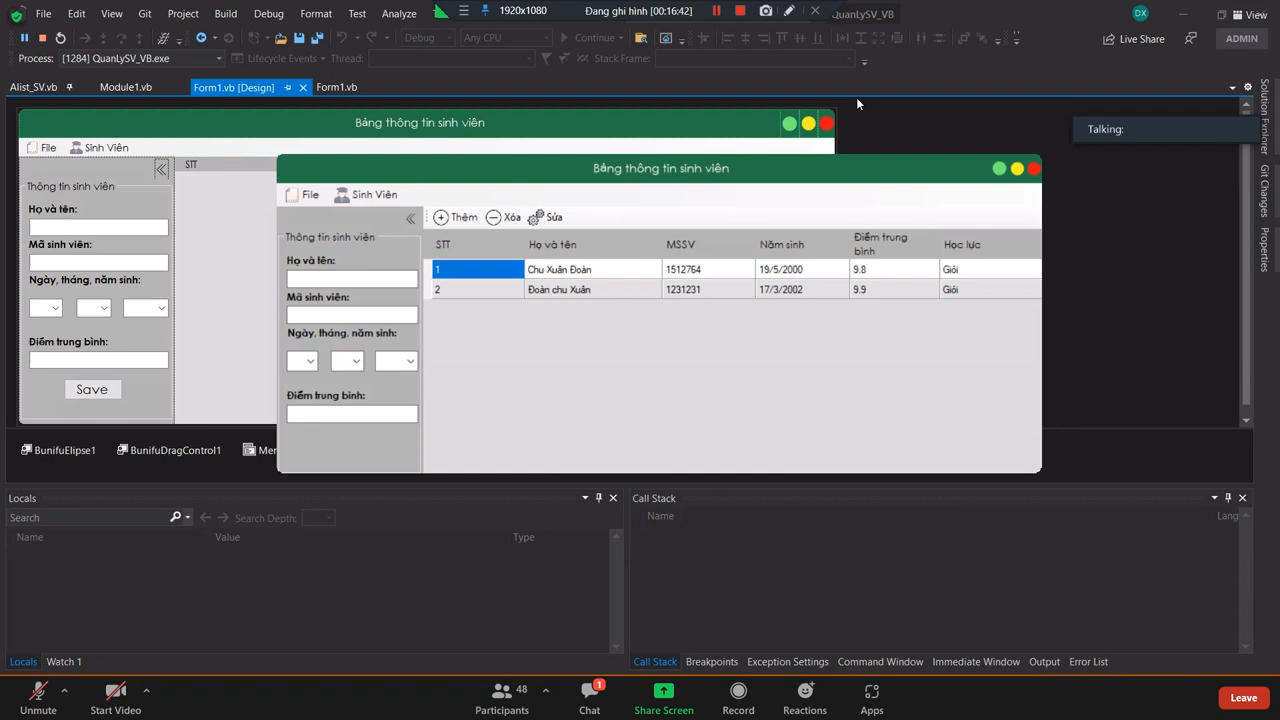 File Edit View Git Project Build Debug Format Test Analyze 1920x1080 Đang ghi hình [00:16:42] QuanLySV_VB DX View
Debug Any CPU Continue Live Share ADMIN
Process: [1284] QuanLySV_VB.exe Lifecycle Events Thread: Stack Frame:
Alist_SV.vb Module1.vb Form1.vb [Design] Form1.vb
Solution Explorer
Git Changes
Properties
Bảng thông tin sinh viên
File Sinh Viên
STT
Thông tin sinh viên
Họ và tên:
Mã sinh viên:
Ngày, tháng, năm sinh:
Điểm trung bình:
Save
Talking:
Bảng thông tin sinh viên
File Sinh Viên
Thêm Xóa Sửa
Thông tin sinh viên
Họ và tên:
Mã sinh viên:
Ngày, tháng, năm sinh:
Điểm trung bình:
STT Họ và tên MSSV Năm sinh Điểm trung bình Học lực
1 Chu Xuân Đoàn 1512764 19/5/2000 9.8 Giỏi
2 Đoàn chu Xuân 1231231 17/3/2002 9.9 Giỏi
BunifuElipse1 BunifuDragControl1 Men
Locals
Search Search Depth:
Name Value Type
Call Stack
Name Lang
Locals Watch 1
Call Stack Breakpoints Exception Settings Command Window Immediate Window Output Error List
48 1
Unmute Start Video Participants Chat Share Screen Record Reactions Apps Leave